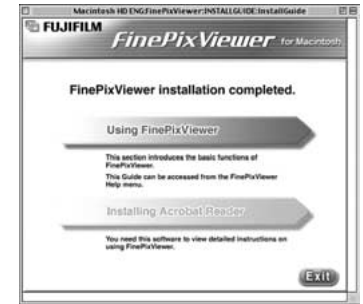 Macintosh HD ENG:FinePixViewer:INSTALLGUIDE:InstallGuide
FUJIFILM
FinePixViewer for Macintosh
FinePixViewer installation completed.
Using FinePixViewer
This section introduces the basic functions of
FinePixViewer.
This Guide can be accessed from the FinePixViewer
Help menu.
Installing Acrobat Reader
You need this software to view detailed instructions on
using FinePixViewer.
Exit